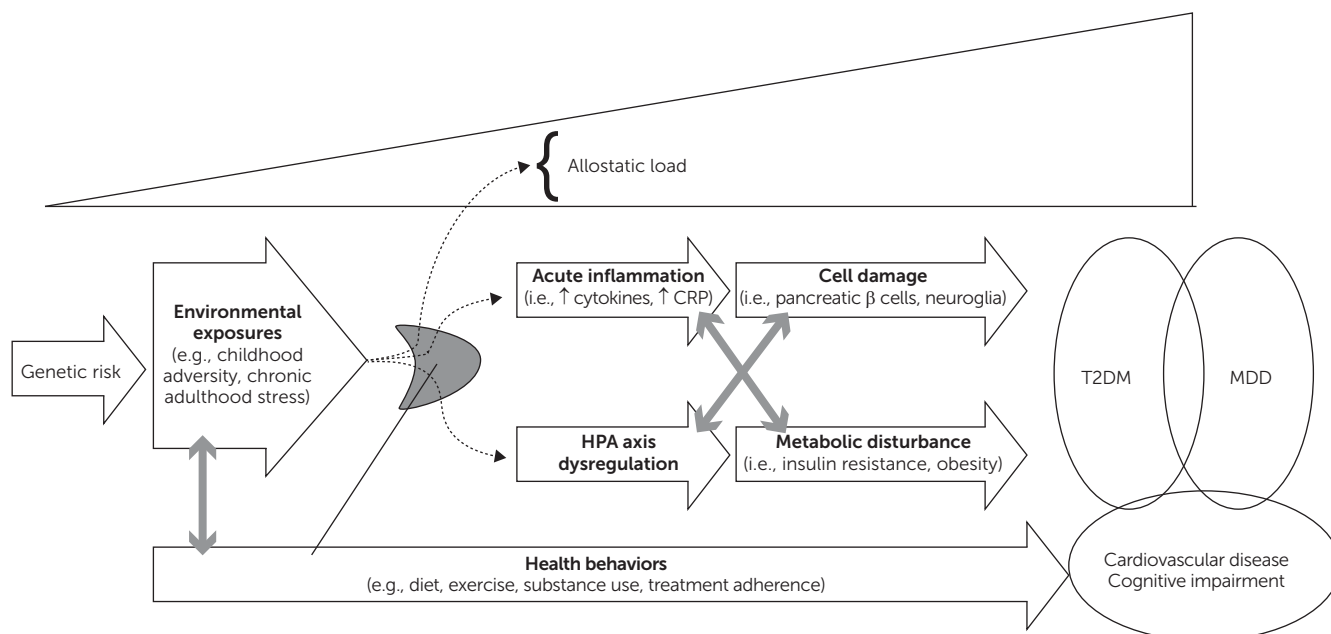 Allostatic load
Genetic risk
Environmental
exposures
(e.g., childhood
adversity, chronic
adulthood stress)
Acute inflammation
(i.e., ↑ cytokines, ↑ CRP)
Cell damage
(i.e., pancreatic β cells, neuroglia)
HPA axis
dysregulation
Metabolic disturbance
(i.e., insulin resistance, obesity)
T2DM
MDD
Health behaviors
(e.g., diet, exercise, substance use, treatment adherence)
Cardiovascular disease
Cognitive impairment